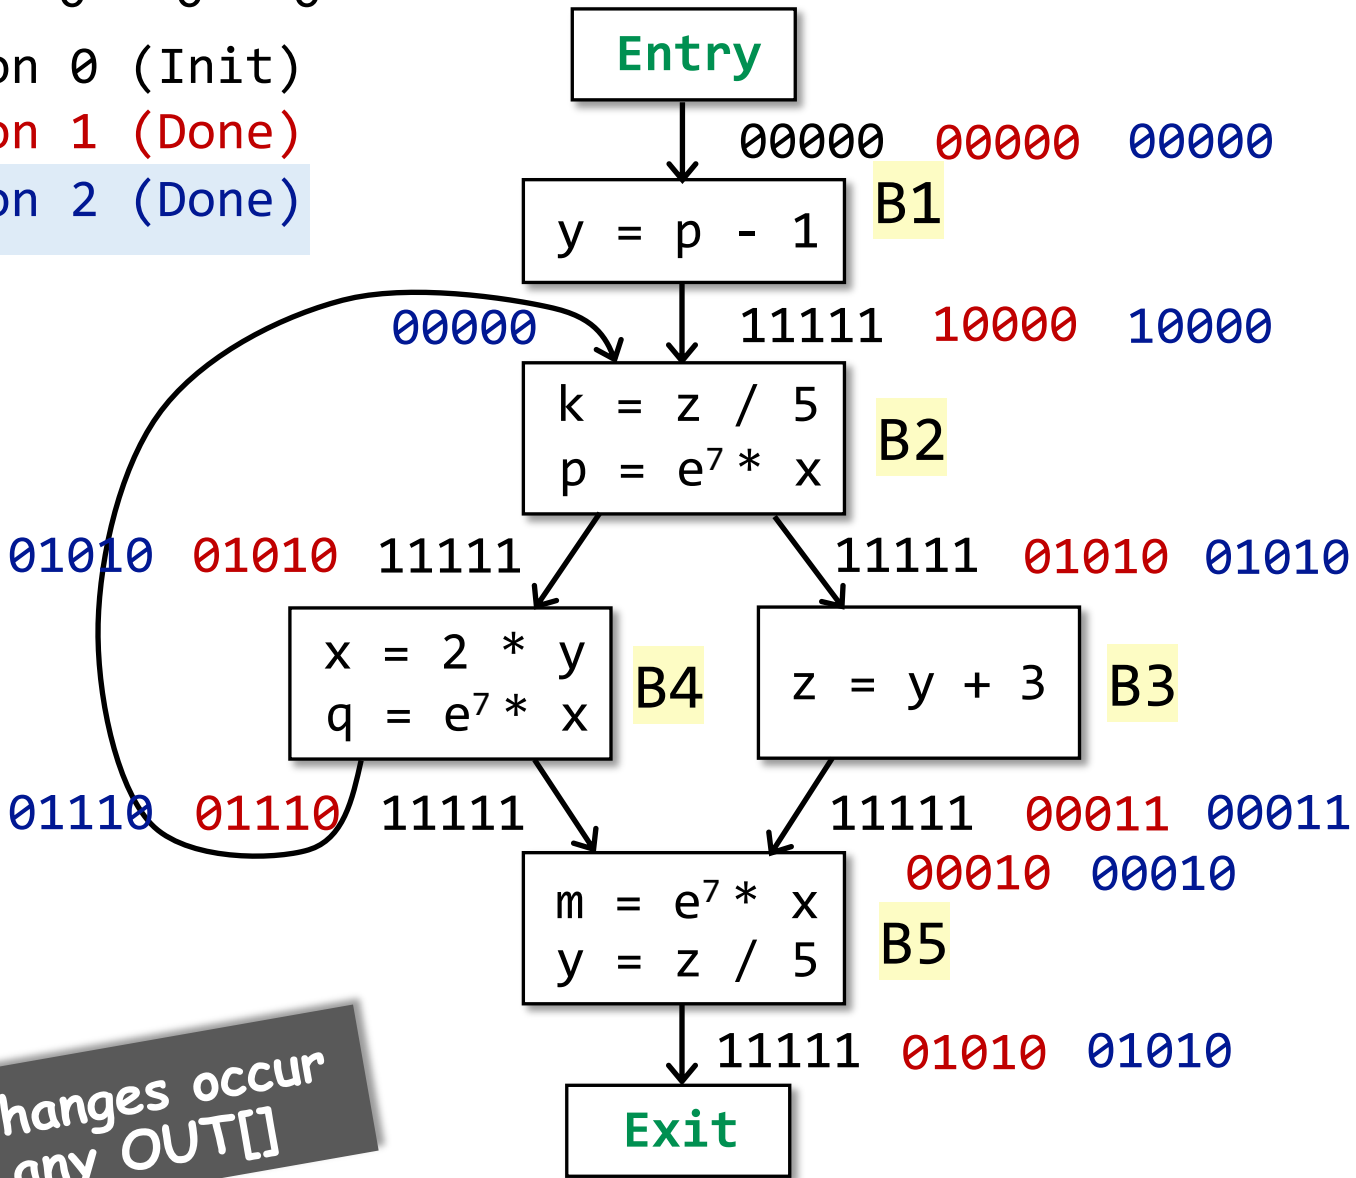 on 0 (Init)
on 1 (Done)
on 2 (Done)
Entry
00000 00000 00000
B1
y = p - 1
00000
11111 10000 10000
k = z / 5
p = e⁷ * x
B2
01010 01010 11111
11111 01010 01010
x = 2 * y
q = e⁷ * x
B4
z = y + 3
B3
01110 01110 11111
11111 00011 00011
00010 00010
m = e⁷ * x
y = z / 5
B5
11111 01010 01010
Exit
hanges occur
any OUT[]